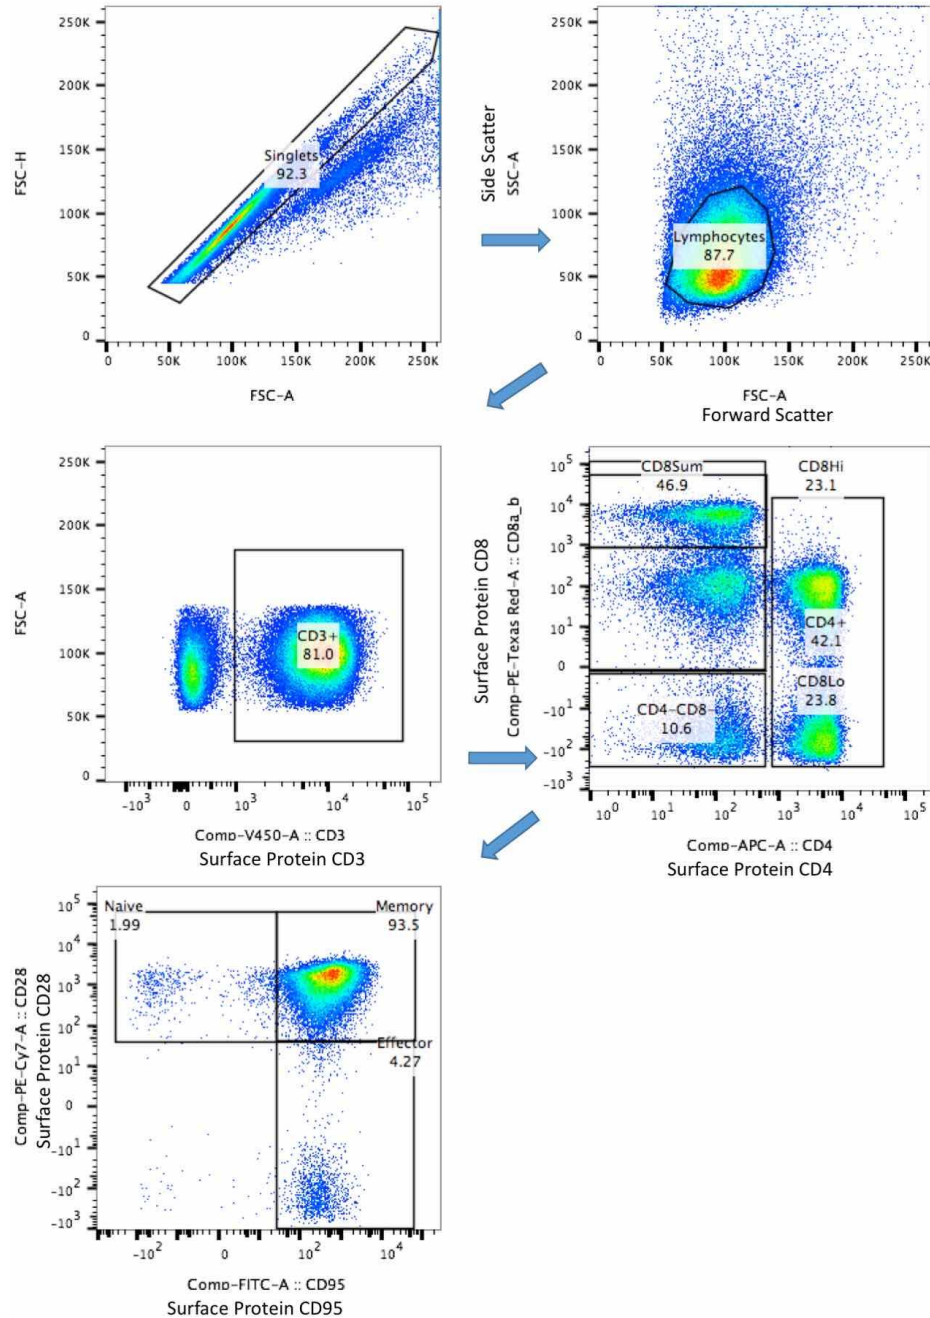 250K
200K
150K
100K
50K
0
FSC-H
Singlets
92.3
0 50K 100K 150K 200K 250K
FSC-A
250K
200K
150K
100K
50K
0
Side Scatter
SSC-A
Lymphocytes
87.7
0 50K 100K 150K 200K 250K
FSC-A
Forward Scatter
250K
200K
150K
100K
50K
0
FSC-A
CD3+
81.0
-10³ 0 10³ 10⁴ 10⁵
Comp-V450-A :: CD3
Surface Protein CD3
10⁵
10⁴
10³
10²
10¹
0
-10¹
-10²
-10³
Surface Protein CD8
Comp-PE-Texas Red-A :: CD8a_b
CD8Sum
46.9
CD8Hi
23.1
CD4+
42.1
CD8Lo
23.8
CD4-CD8-
10.6
10⁰ 10¹ 10² 10³ 10⁴ 10⁵
Comp-APC-A :: CD4
Surface Protein CD4
10⁵
10⁴
10³
10²
10¹
0
-10¹
-10²
-10³
Comp-PE-Cy7-A :: CD28
Surface Protein CD28
Naive
1.99
Memory
93.5
Effector
4.27
-10² 0 10² 10⁴
Comp-FITC-A :: CD95
Surface Protein CD95